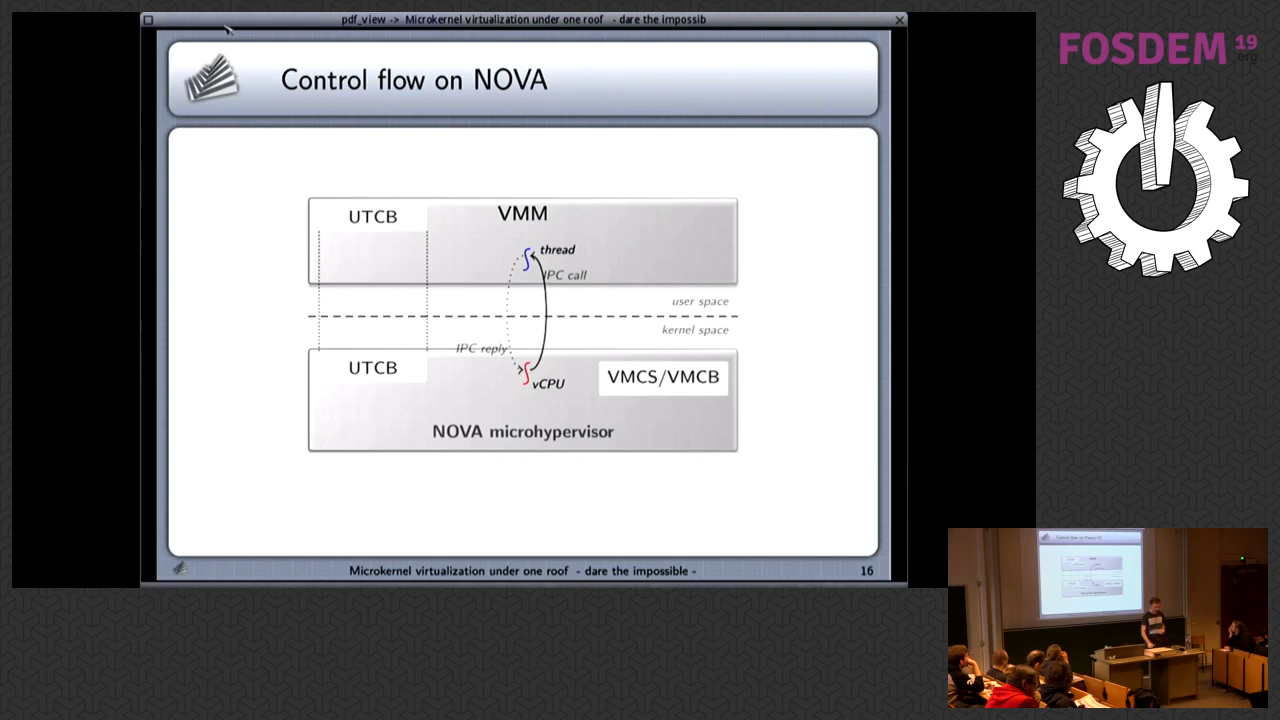 pdf_view -> Microkernel virtualization under one roof - dare the impossib
FOSDEM 19
.org
Control flow on NOVA
UTCB
VMM
thread
IPC call
user space
kernel space
IPC reply
UTCB
vCPU
VMCS/VMCB
NOVA microhypervisor
Microkernel virtualization under one roof - dare the impossible -
16